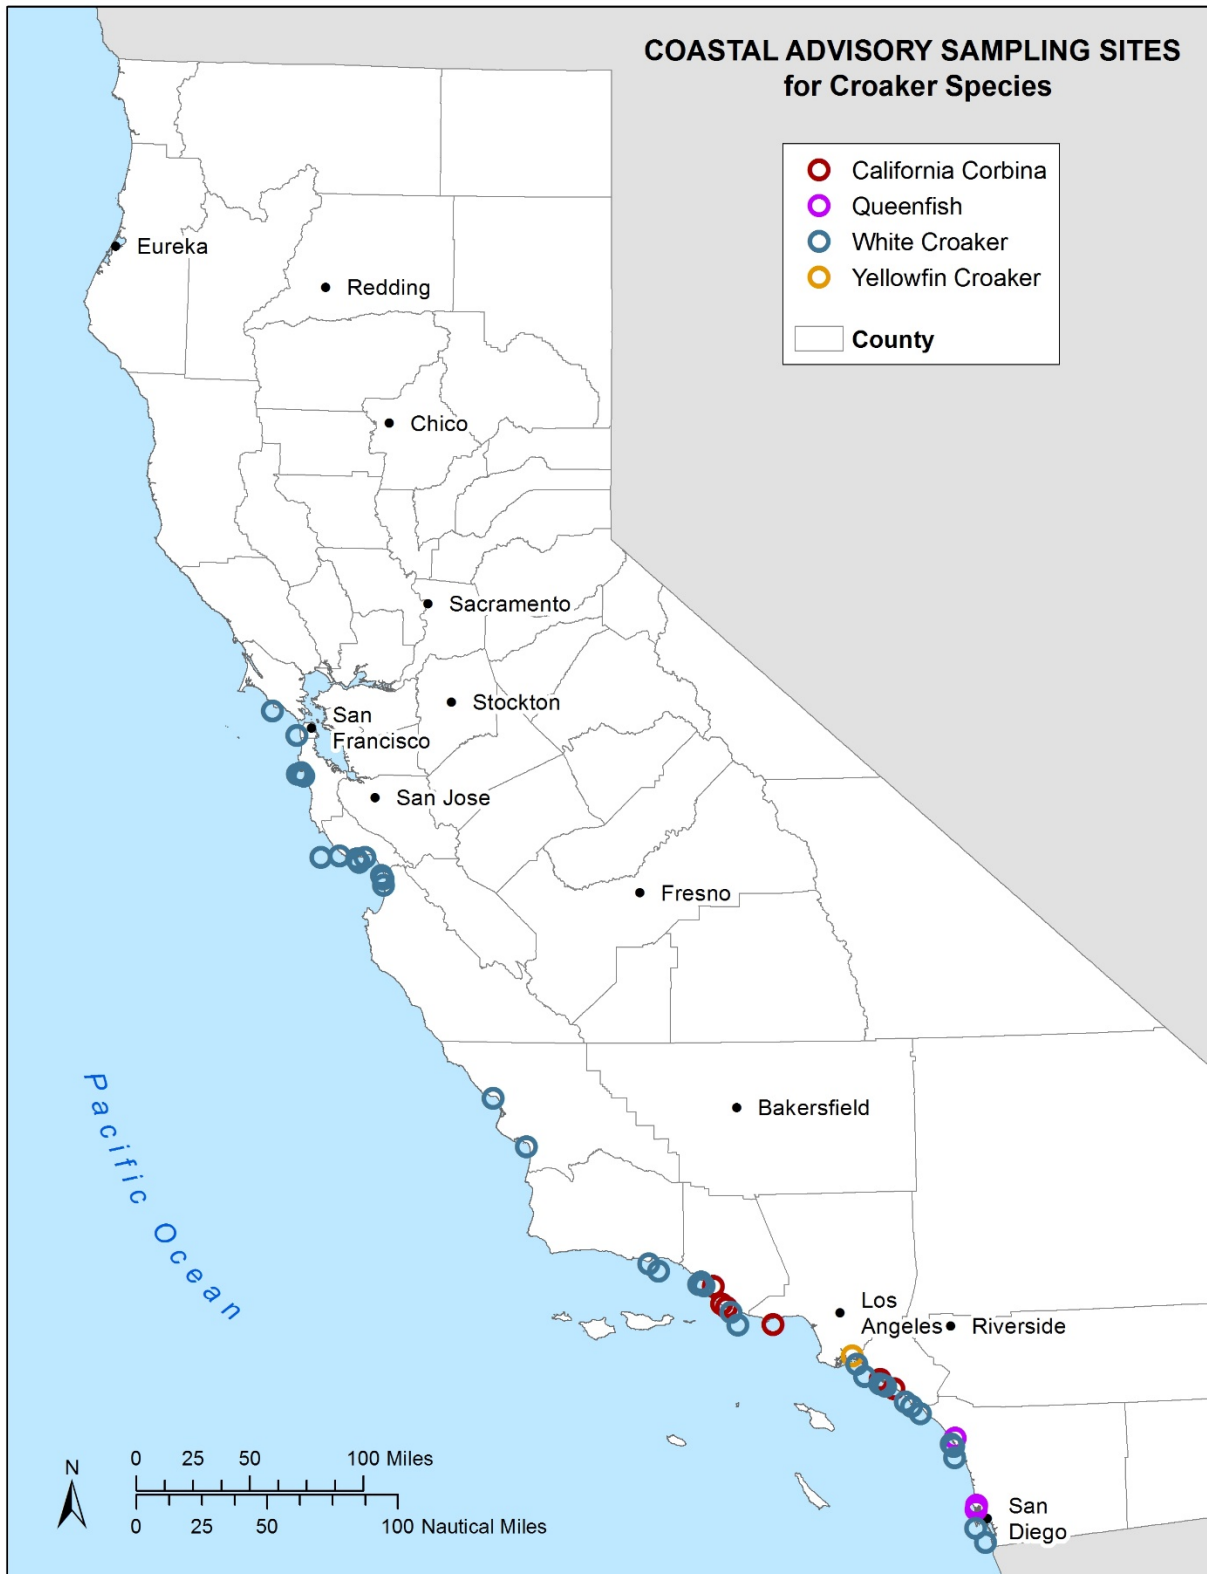 COASTAL ADVISORY SAMPLING SITES
for Croaker Species
California Corbina
Queenfish
White Croaker
Yellowfin Croaker
County
Eureka
Redding
Chico
Sacramento
Stockton
San
Francisco
San Jose
Fresno
Bakersfield
Pacific Ocean
Los
Angeles
Riverside
San
Diego
N
0 25 50 100 Miles
0 25 50 100 Nautical Miles